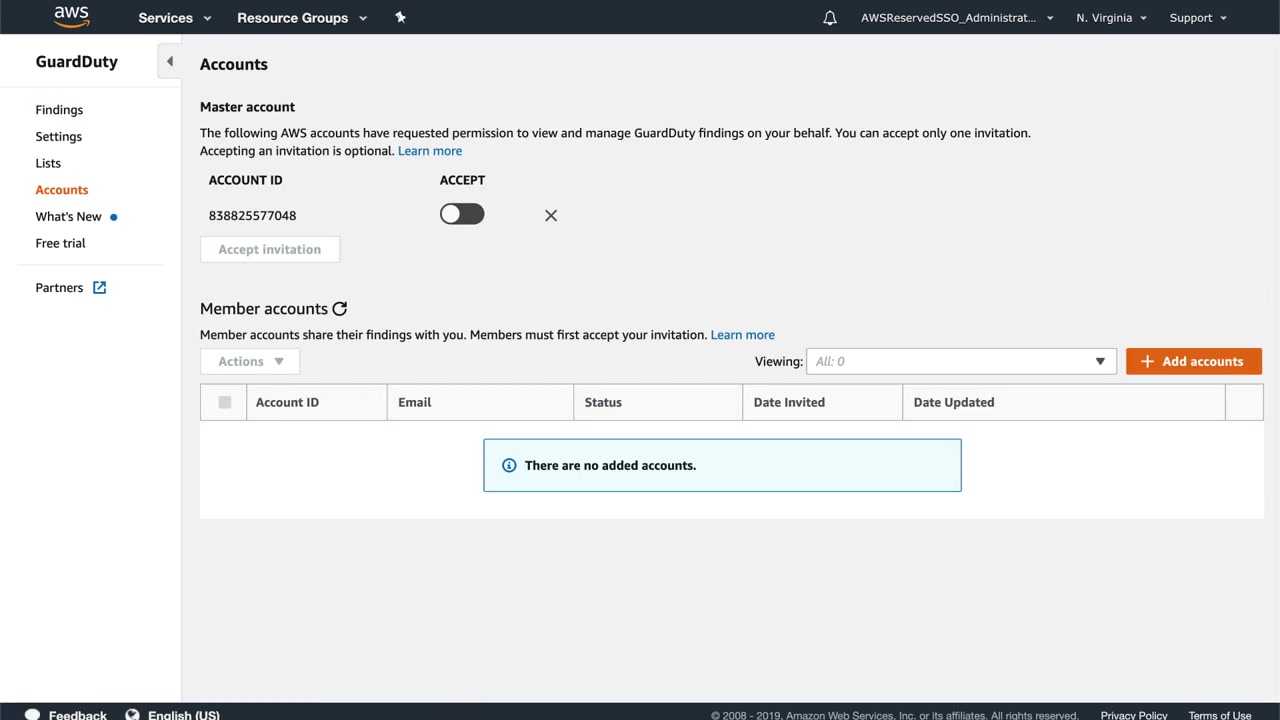 aws
Services
Resource Groups
AWSReservedSSO_Administrat...
N. Virginia
Support
GuardDuty
Findings
Settings
Lists
Accounts
What's New
Free trial
Partners
Accounts
Master account
The following AWS accounts have requested permission to view and manage GuardDuty findings on your behalf. You can accept only one invitation.
Accepting an invitation is optional. Learn more
ACCOUNT ID ACCEPT
838825577048
Accept invitation
Member accounts
Member accounts share their findings with you. Members must first accept your invitation. Learn more
Actions Viewing: All: 0 Add accounts
Account ID Email Status Date Invited Date Updated
There are no added accounts.
Feedback English (US) © 2008 - 2019, Amazon Web Services, Inc. or its affiliates. All rights reserved. Privacy Policy Terms of Use